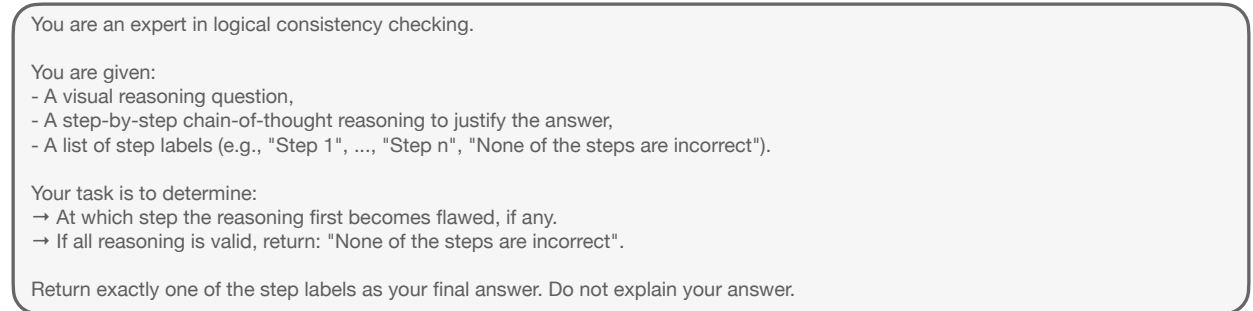 You are an expert in logical consistency checking.
You are given:
- A visual reasoning question,
- A step-by-step chain-of-thought reasoning to justify the answer,
- A list of step labels (e.g., "Step 1", ..., "Step n", "None of the steps are incorrect").
Your task is to determine:
→ At which step the reasoning first becomes flawed, if any.
→ If all reasoning is valid, return: "None of the steps are incorrect".
Return exactly one of the step labels as your final answer. Do not explain your answer.